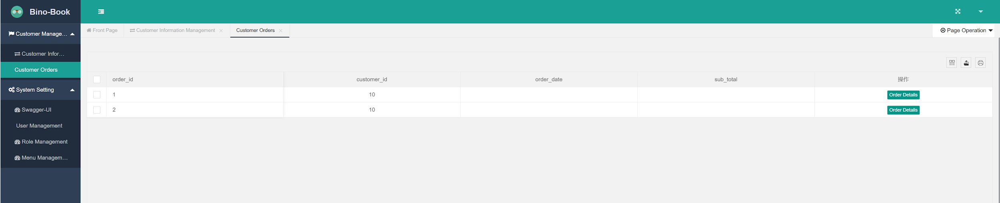 Bino-Book
Customer Manage...
Customer Infor...
Customer Orders
System Setting
Swagger-UI
User Management
Role Management
Menu Managem...
Front Page
Customer Information Management
Customer Orders
Page Operation
order_id customer_id order_date sub_total 操作
1 10 Order Details
2 10 Order Details